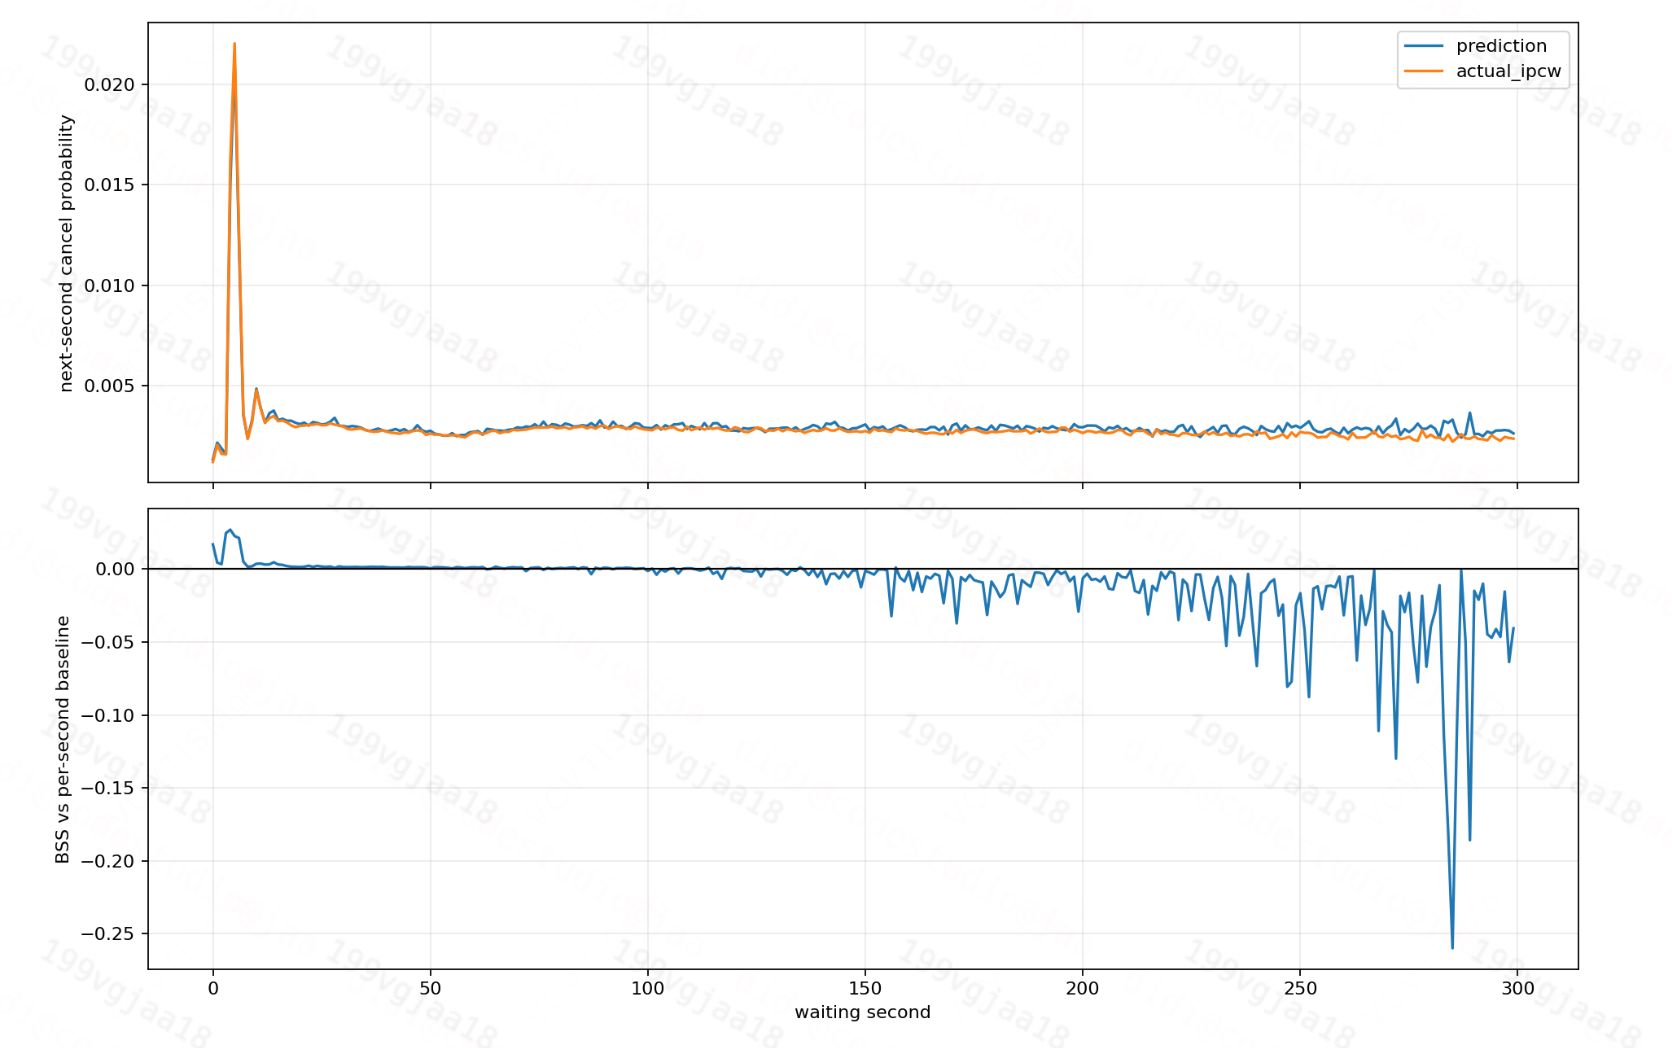 prediction
actual_ipcw
next-second cancel probability
0.020
0.015
0.010
0.005
BSS vs per-second baseline
0.00
−0.05
−0.10
−0.15
−0.20
−0.25
0 50 100 150 200 250 300
waiting second
199vgjaa18